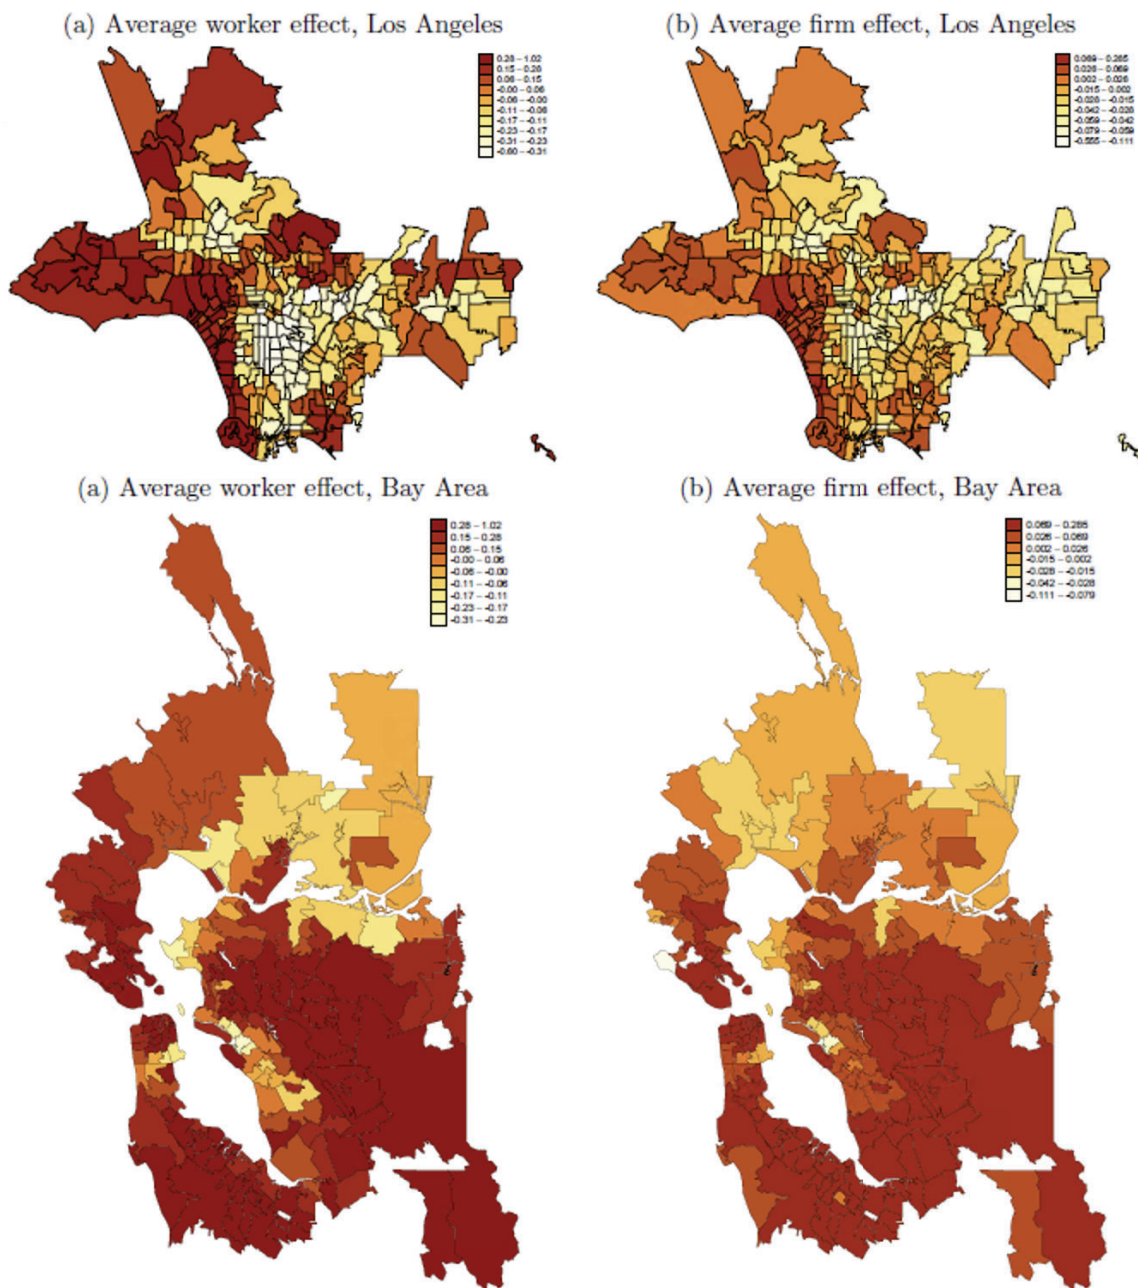 (a) Average worker effect, Los Angeles
0.28 – 1.02
0.15 – 0.28
0.06 – 0.15
-0.00 – 0.06
-0.06 – -0.00
-0.11 – -0.06
-0.17 – -0.11
-0.23 – -0.17
-0.31 – -0.23
-0.60 – -0.31
(b) Average firm effect, Los Angeles
0.069 – 0.285
0.026 – 0.069
0.002 – 0.026
-0.015 – 0.002
-0.028 – -0.015
-0.042 – -0.028
-0.059 – -0.042
-0.079 – -0.059
-0.555 – -0.111
(a) Average worker effect, Bay Area
0.28 – 1.02
0.15 – 0.28
0.06 – 0.15
-0.00 – 0.06
-0.06 – -0.00
-0.11 – -0.06
-0.17 – -0.11
-0.23 – -0.17
-0.31 – -0.23
(b) Average firm effect, Bay Area
0.069 – 0.285
0.026 – 0.069
0.002 – 0.026
-0.015 – 0.002
-0.028 – -0.015
-0.042 – -0.028
-0.111 – -0.079